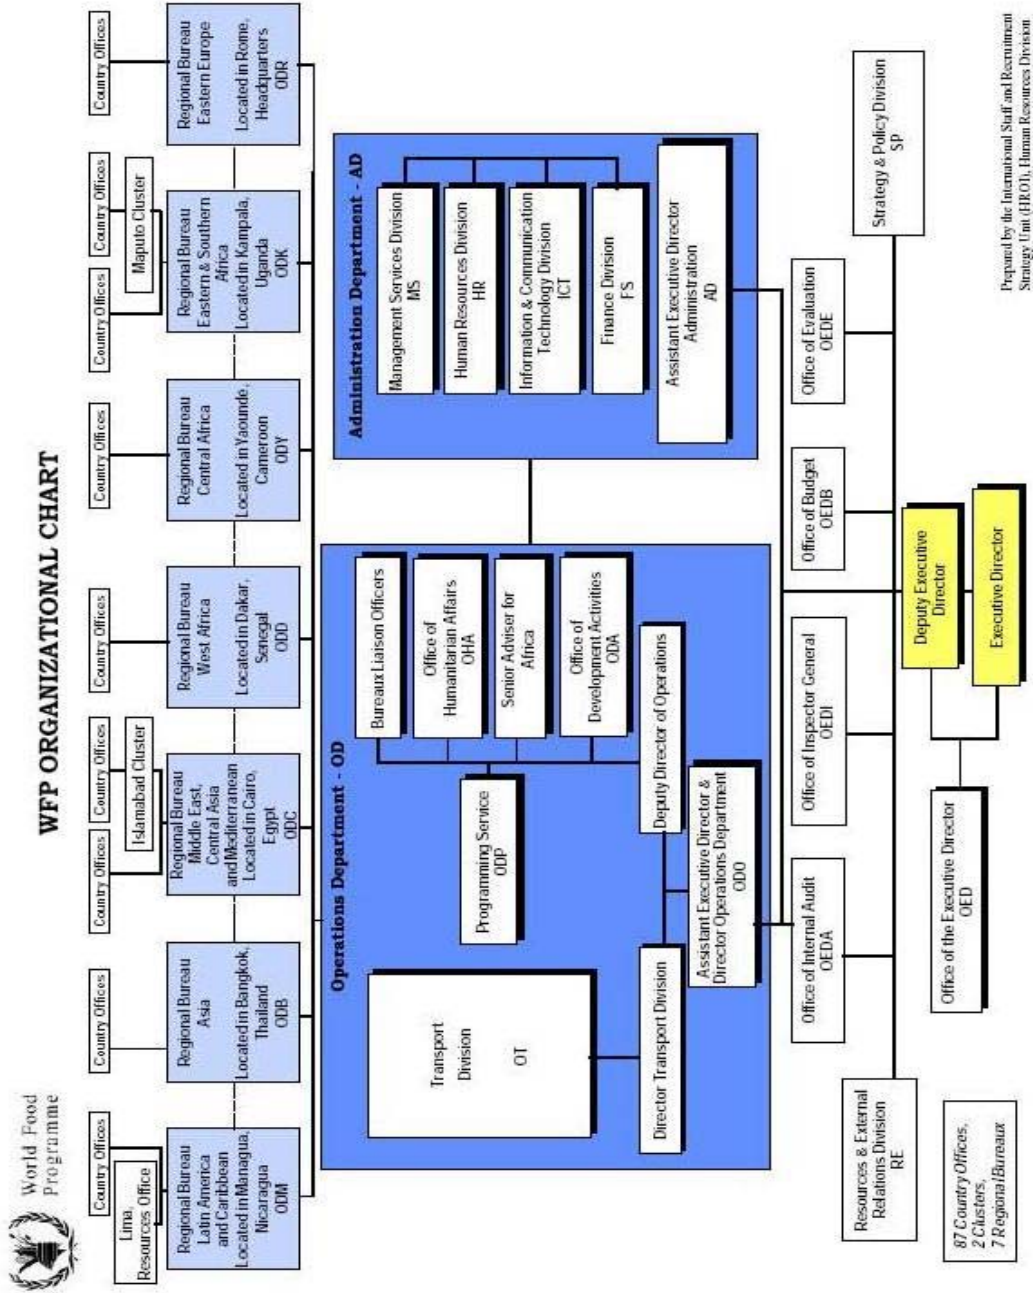 World Food
Programme
WFP ORGANIZATIONAL CHART
Country Offices
Lima,
Resources Office
Country Offices
Country Offices
Country Offices
Islamabad Cluster
Country Offices
Country Offices
Country Offices
Country Offices
Maputo Cluster
Country Offices
Regional Bureau
Latin America
and Caribbean
Located in Managua,
Nicaragua
ODM
Regional Bureau
Asia
Located in Bangkok,
Thailand
ODB
Regional Bureau
Middle East,
Central Asia
and Mediterranean
Located in Cairo,
Egypt
ODC
Regional Bureau
West Africa
Located in Dakar,
Senegal
ODD
Regional Bureau
Central Africa
Located in Yaounde,
Cameroon
ODY
Regional Bureau
Eastern & Southern
Africa
Located in Kampala,
Uganda
ODK
Regional Bureau
Eastern Europe
Located in Rome,
Headquarters
ODR
Operations Department - OD
Transport
Division
OT
Programming Service
ODP
Bureaux Liaison Officers
Office of
Humanitarian Affairs
OHA
Senior Adviser for
Africa
Office of
Development Activities
ODA
Director Transport Division
Deputy Director of Operations
Assistant Executive Director &
Director Operations Department
ODO
Administration Department - AD
Management Services Division
MS
Human Resources Division
HR
Information & Communication
Technology Division
ICT
Finance Division
FS
Assistant Executive Director
Administration
AD
Office of Internal Audit
OEDA
Office of Inspector General
OEDI
Office of Budget
OEDB
Office of Evaluation
OEDE
Resources & External
Relations Division
RE
Strategy & Policy Division
SP
Deputy Executive
Director
Office of the Executive Director
OED
Executive Director
87 Country Offices,
2 Clusters,
7 Regional Bureaux
Prepared by the International Staff and Recruitment
Strategy Unit (HROI), Human Resources Division